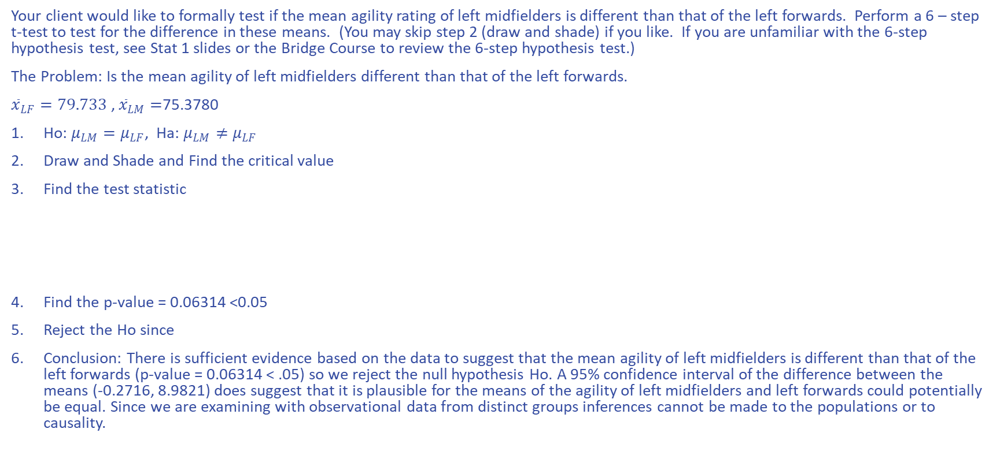 Your client would like to formally test if the mean agility rating of left midfielders is different than that of the left forwards.  Perform a 6 – step
t-test to test for the difference in these means.  (You may skip step 2 (draw and shade) if you like.  If you are unfamiliar with the 6-step
hypothesis test, see Stat 1 slides or the Bridge Course to review the 6-step hypothesis test.)
The Problem: Is the mean agility of left midfielders different than that of the left forwards.
x̄LF = 79.733 , x̄LM =75.3780
1. Ho: μLM = μLF, Ha: μLM ≠ μLF
2. Draw and Shade and Find the critical value
3. Find the test statistic
4. Find the p-value = 0.06314 <0.05
5. Reject the Ho since
6. Conclusion: There is sufficient evidence based on the data to suggest that the mean agility of left midfielders is different than that of the
left forwards (p-value = 0.06314 < .05) so we reject the null hypothesis Ho. A 95% confidence interval of the difference between the
means (-0.2716, 8.9821) does suggest that it is plausible for the means of the agility of left midfielders and left forwards could potentially
be equal. Since we are examining with observational data from distinct groups inferences cannot be made to the populations or to
causality.